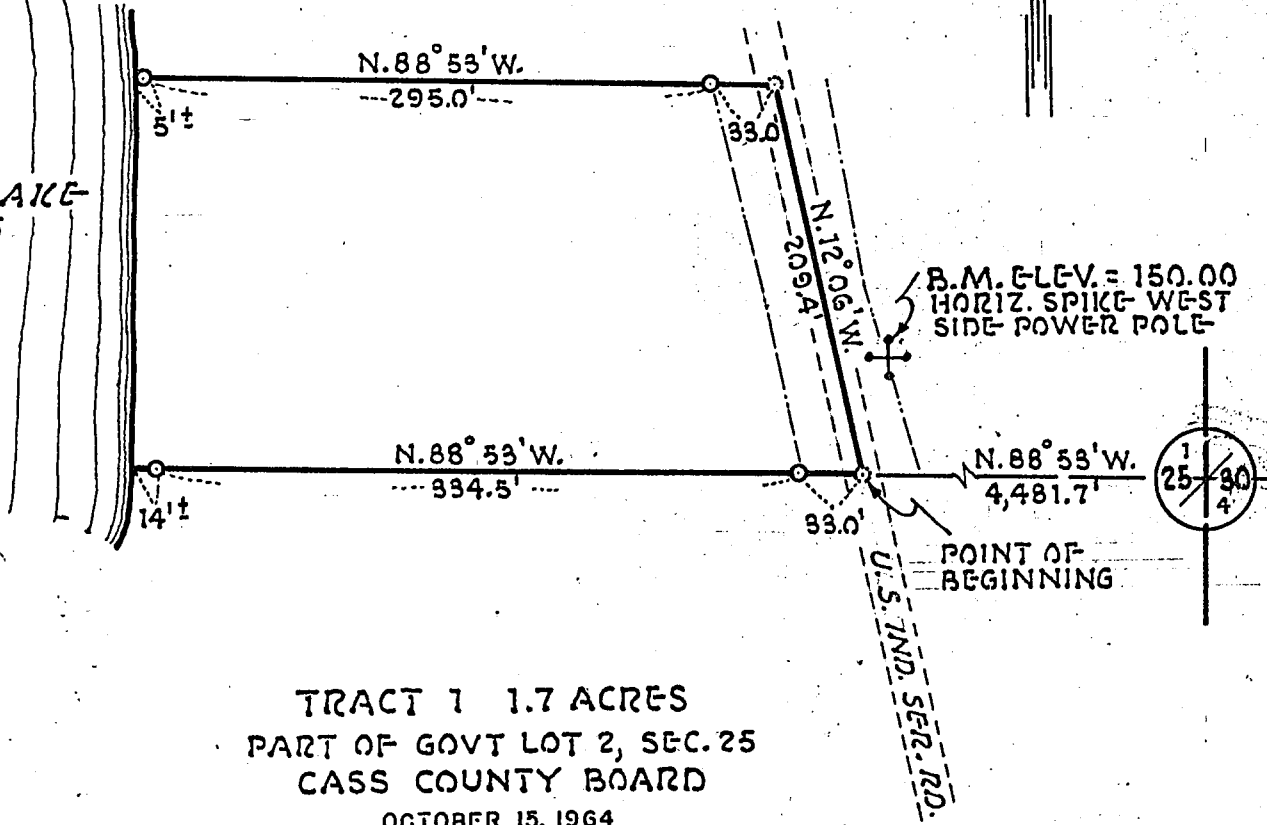 N.88°53'W.
---295.0'---
5'±
33.0
AKE
N.12°06'W.
209.4'
B.M. ELEV. = 150.00
HORIZ. SPIKE WEST
SIDE POWER POLE
N.88°53'W.
----334.5'----
14'±
33.0'
N.88°53'W.
4,481.7'
1
25 30
4
POINT OF
BEGINNING
U.S. IND. SER. RD.
TRACT 1 1.7 ACRES
PART OF GOVT LOT 2, SEC. 25
CASS COUNTY BOARD
OCTOBER 15, 1964